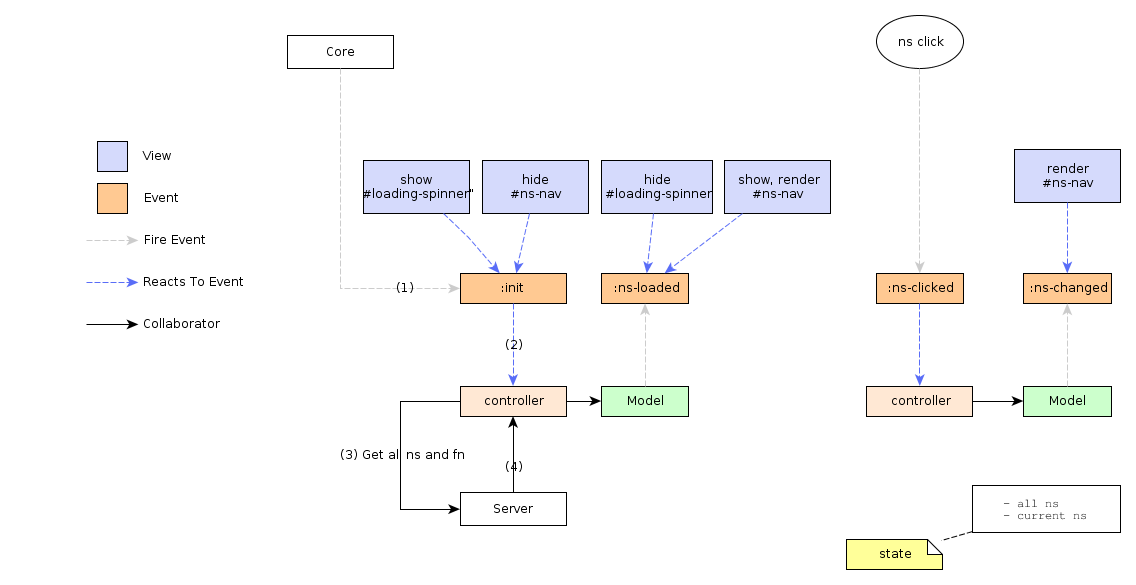 Core
ns click
View
Event
Fire Event
Reacts To Event
Collaborator
show
#loading-spinner"
hide
#ns-nav
hide
#loading-spinner
show, render
#ns-nav
render
#ns-nav
(1)
:init
:ns-loaded
:ns-clicked
:ns-changed
(2)
controller
Model
controller
Model
(3) Get all ns and fn
(4)
Server
- all ns
- current ns
state